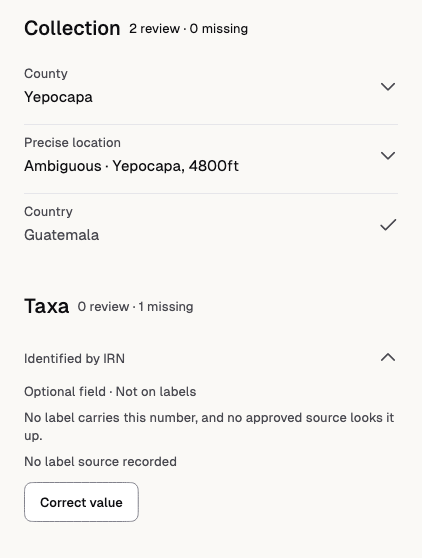 Collection 2 review · 0 missing
County
Yepocapa
Precise location
Ambiguous · Yepocapa, 4800ft
Country
Guatemala
Taxa 0 review · 1 missing
Identified by IRN
Optional field · Not on labels
No label carries this number, and no approved source looks it
up.
No label source recorded
Correct value